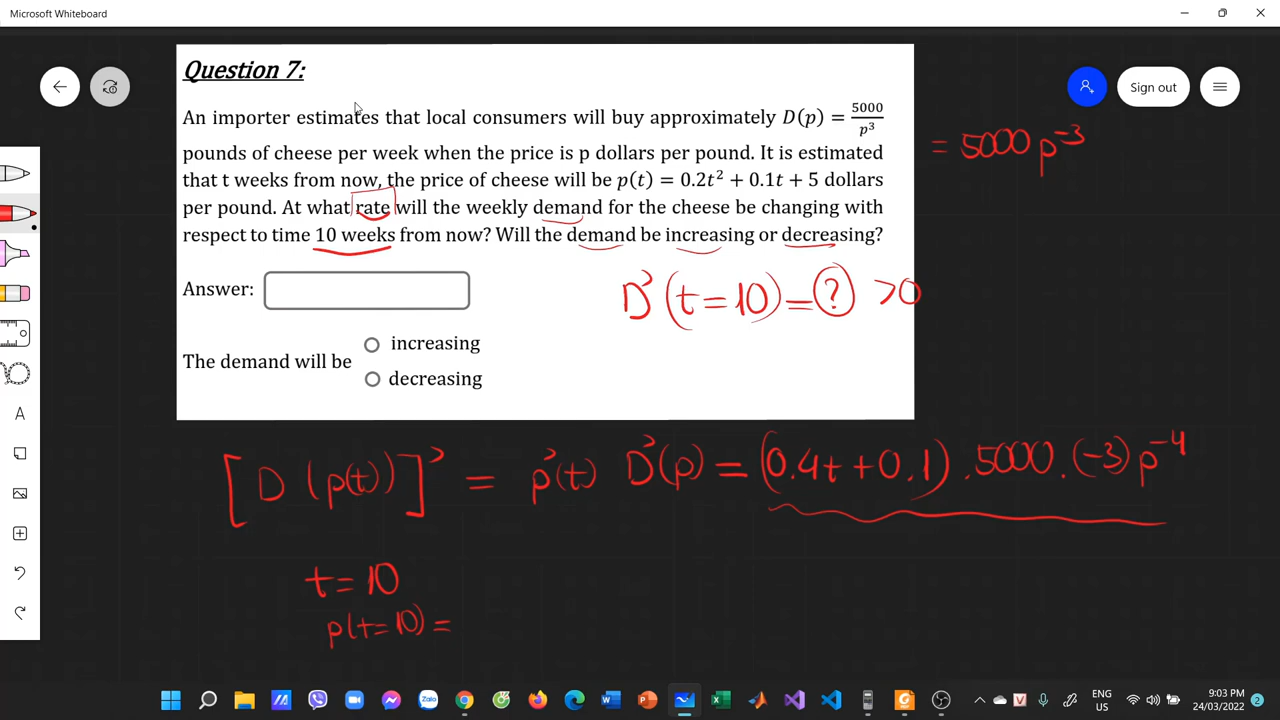 Microsoft Whiteboard
Question 7:
Sign out
An importer estimates that local consumers will buy approximately D(p) = 5000/p³
= 5000 p⁻³
pounds of cheese per week when the price is p dollars per pound. It is estimated
that t weeks from now, the price of cheese will be p(t) = 0.2t² + 0.1t + 5 dollars
per pound. At what rate will the weekly demand for the cheese be changing with
respect to time 10 weeks from now? Will the demand be increasing or decreasing?
Answer:
D'(t=10) = ? >0
increasing
The demand will be
decreasing
[D(p(t))]' = p'(t) D'(p) = (0.4t+0.1).5000.(-3)p⁻⁴
t=10
p(t=10)=
A
Zalo
ENG
US
V
9:03 PM
24/03/2022
2